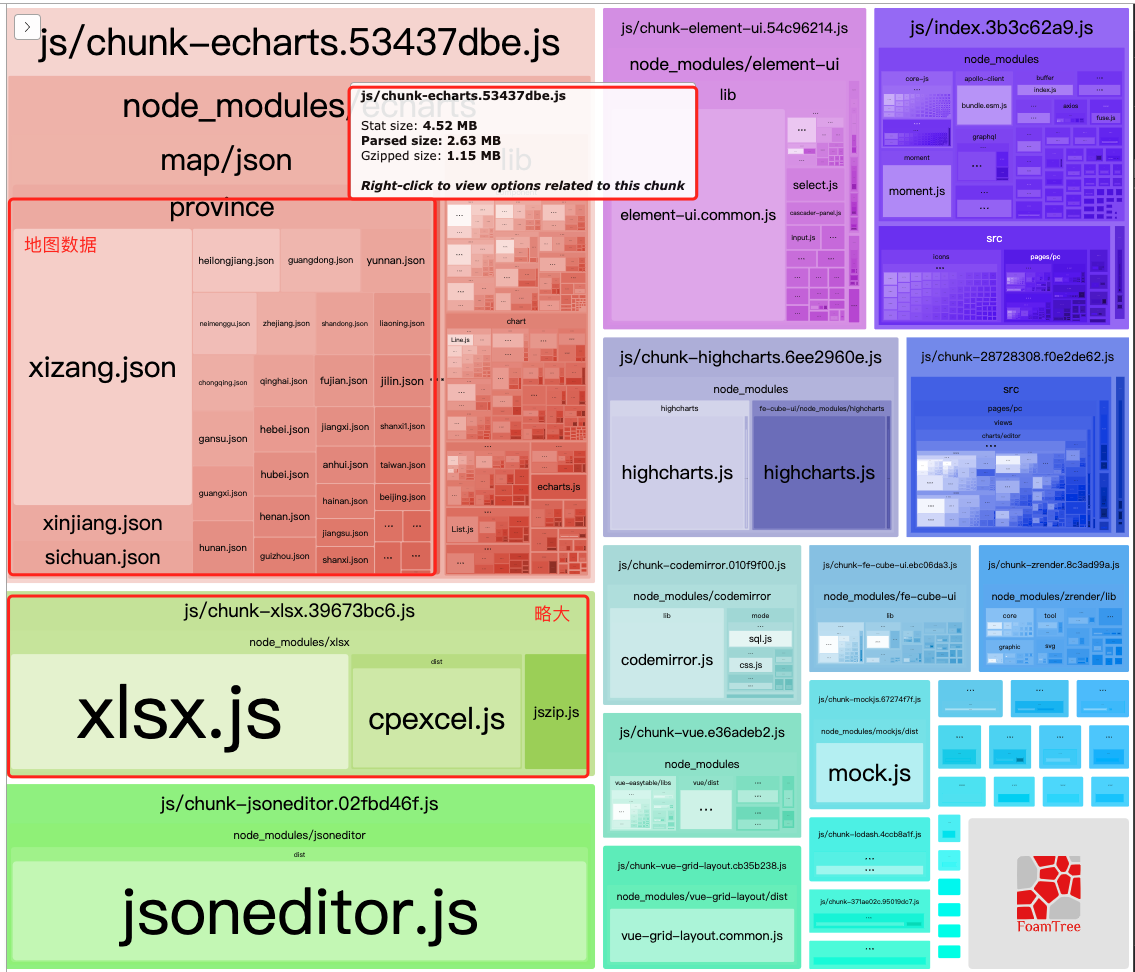 js/chunk-echarts.53437dbe.js
node_modules/echarts
map/json
lib
province
js/chunk-echarts.53437dbe.js
Stat size: 4.52 MB
Parsed size: 2.63 MB
Gzipped size: 1.15 MB
Right-click to view options related to this chunk
地图数据
xizang.json
xinjiang.json
sichuan.json
heilongjiang.json
guangdong.json
yunnan.json
neimenggu.json
zhejiang.json
shandong.json
liaoning.json
chongqing.json
qinghai.json
fujian.json
jilin.json
gansu.json
hebei.json
jiangxi.json
shanxi1.json
hubei.json
anhui.json
taiwan.json
guangxi.json
henan.json
hainan.json
beijing.json
hunan.json
guizhou.json
jiangsu.json
shanxi.json
chart
Line.js
echarts.js
List.js
js/chunk-xlsx.39673bc6.js
略大
node_modules/xlsx
xlsx.js
dist
cpexcel.js
jszip.js
js/chunk-jsoneditor.02fbd46f.js
node_modules/jsoneditor
dist
jsoneditor.js
js/chunk-element-ui.54c96214.js
node_modules/element-ui
lib
element-ui.common.js
select.js
cascader-panel.js
input.js
js/index.3b3c62a9.js
node_modules
core-js
apollo-client
bundle.esm.js
buffer
index.js
axios
fuse.js
graphql
moment
moment.js
src
icons
pages/pc
js/chunk-highcharts.6ee2960e.js
node_modules
highcharts
highcharts.js
fe-cube-ui/node_modules/highcharts
highcharts.js
js/chunk-28728308.f0e2de62.js
src
pages/pc
views
charts/editor
js/chunk-codemirror.010f9f00.js
node_modules/codemirror
lib
codemirror.js
mode
sql.js
css.js
js/chunk-fe-cube-ui.ebc06da3.js
node_modules/fe-cube-ui
lib
js/chunk-zrender.8c3ad99a.js
node_modules/zrender/lib
core
tool
graphic
svg
js/chunk-vue.e36adeb2.js
node_modules
vue-easytable/libs
vue/dist
js/chunk-mockjs.67274f7f.js
node_modules/mockjs/dist
mock.js
js/chunk-vue-grid-layout.cb35b238.js
node_modules/vue-grid-layout/dist
vue-grid-layout.common.js
js/chunk-lodash.4ccb8a1f.js
js/chunk-371ae02c.95019dc7.js
FoamTree